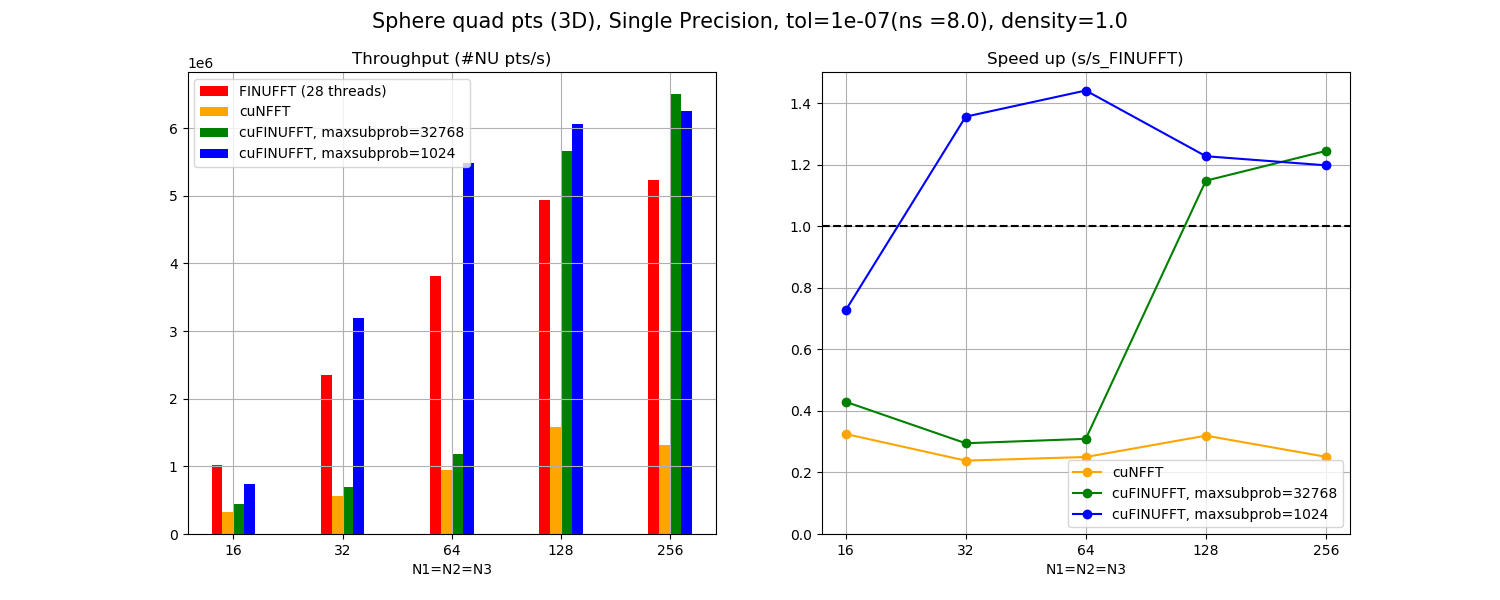 Sphere quad pts (3D), Single Precision, tol=1e-07(ns =8.0), density=1.0
Throughput (#NU pts/s)
1e6
FINUFFT (28 threads)
cuNFFT
cuFINUFFT, maxsubprob=32768
cuFINUFFT, maxsubprob=1024
6
5
4
3
2
1
0
16 32 64 128 256
N1=N2=N3
Speed up (s/s_FINUFFT)
1.4
1.2
1.0
0.8
0.6
0.4
0.2
0.0
cuNFFT
cuFINUFFT, maxsubprob=32768
cuFINUFFT, maxsubprob=1024
16 32 64 128 256
N1=N2=N3